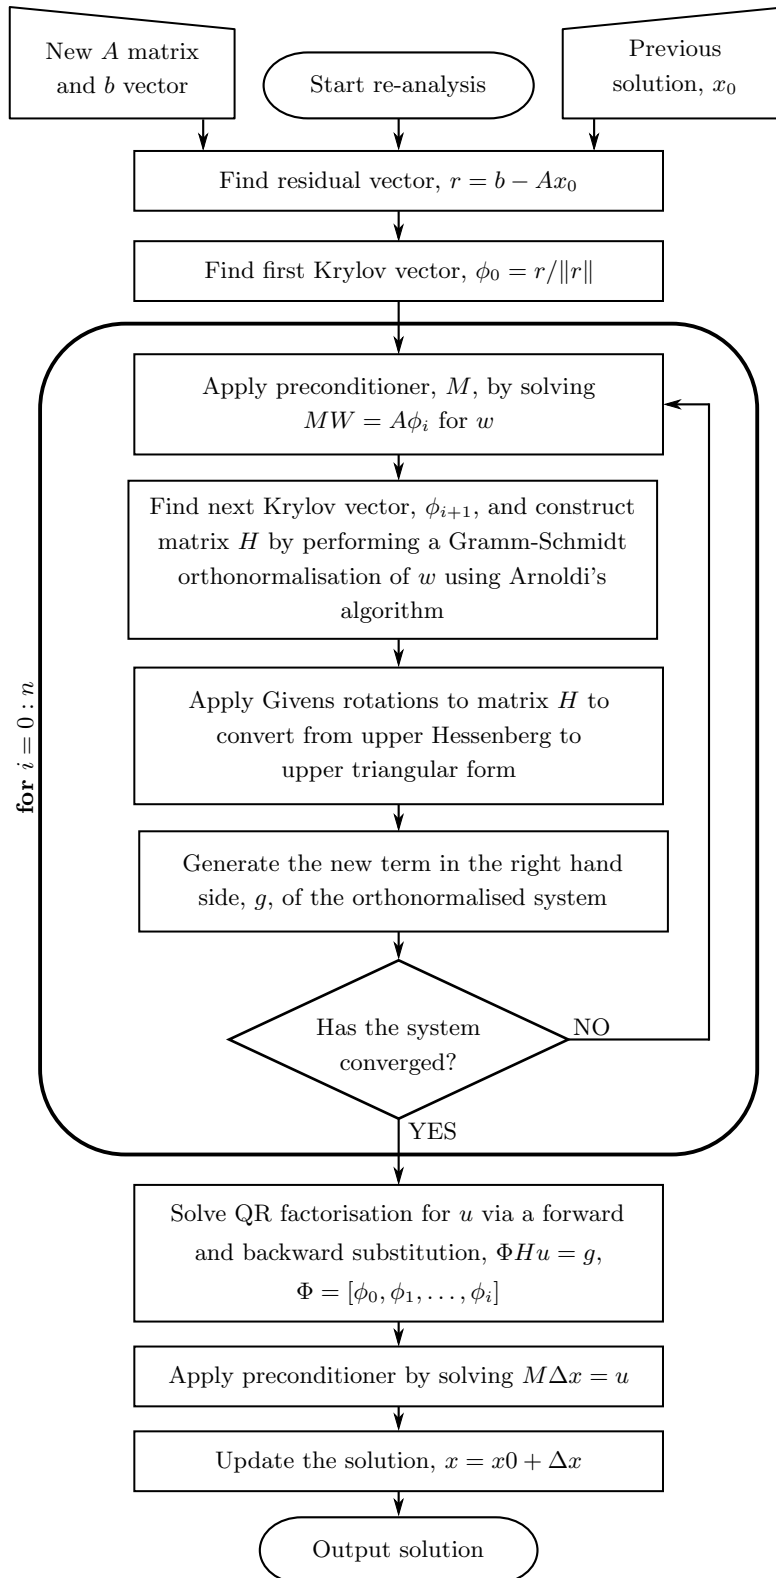 New A matrix
and b vector
Start re-analysis
Previous
solution, x₀
Find residual vector, r = b − Ax₀
Find first Krylov vector, ϕ₀ = r/‖r‖
for i = 0 : n
Apply preconditioner, M, by solving
MW = Aϕᵢ for w
Find next Krylov vector, ϕᵢ₊₁, and construct
matrix H by performing a Gramm-Schmidt
orthonormalisation of w using Arnoldi's
algorithm
Apply Givens rotations to matrix H to
convert from upper Hessenberg to
upper triangular form
Generate the new term in the right hand
side, g, of the orthonormalised system
Has the system
converged?
NO
YES
Solve QR factorisation for u via a forward
and backward substitution, ΦHu = g,
Φ = [ϕ₀, ϕ₁, . . . , ϕᵢ]
Apply preconditioner by solving MΔx = u
Update the solution, x = x0 + Δx
Output solution